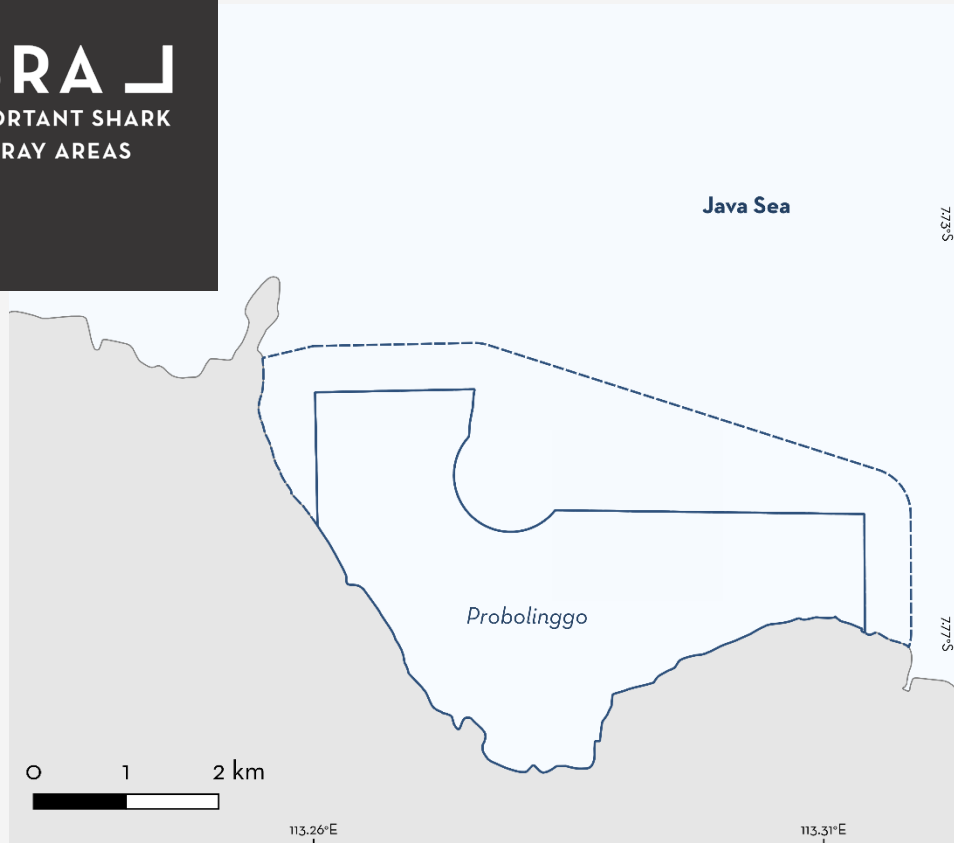 RA
ORTANT SHARK
RAY AREAS
Java Sea
7.73°S
Probolinggo
7.77°S
0 1 2 km
113.26°E 113.31°E